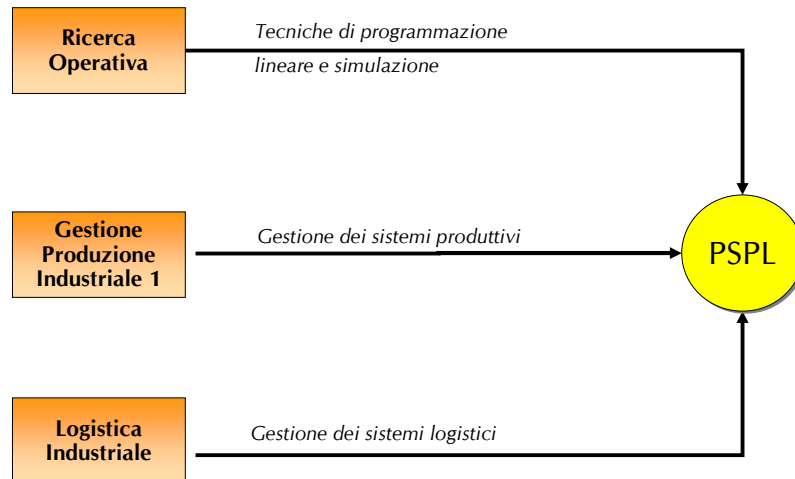 Ricerca
Operativa
Tecniche di programmazione
lineare e simulazione
Gestione
Produzione
Industriale 1
Gestione dei sistemi produttivi
PSPL
Logistica
Industriale
Gestione dei sistemi logistici